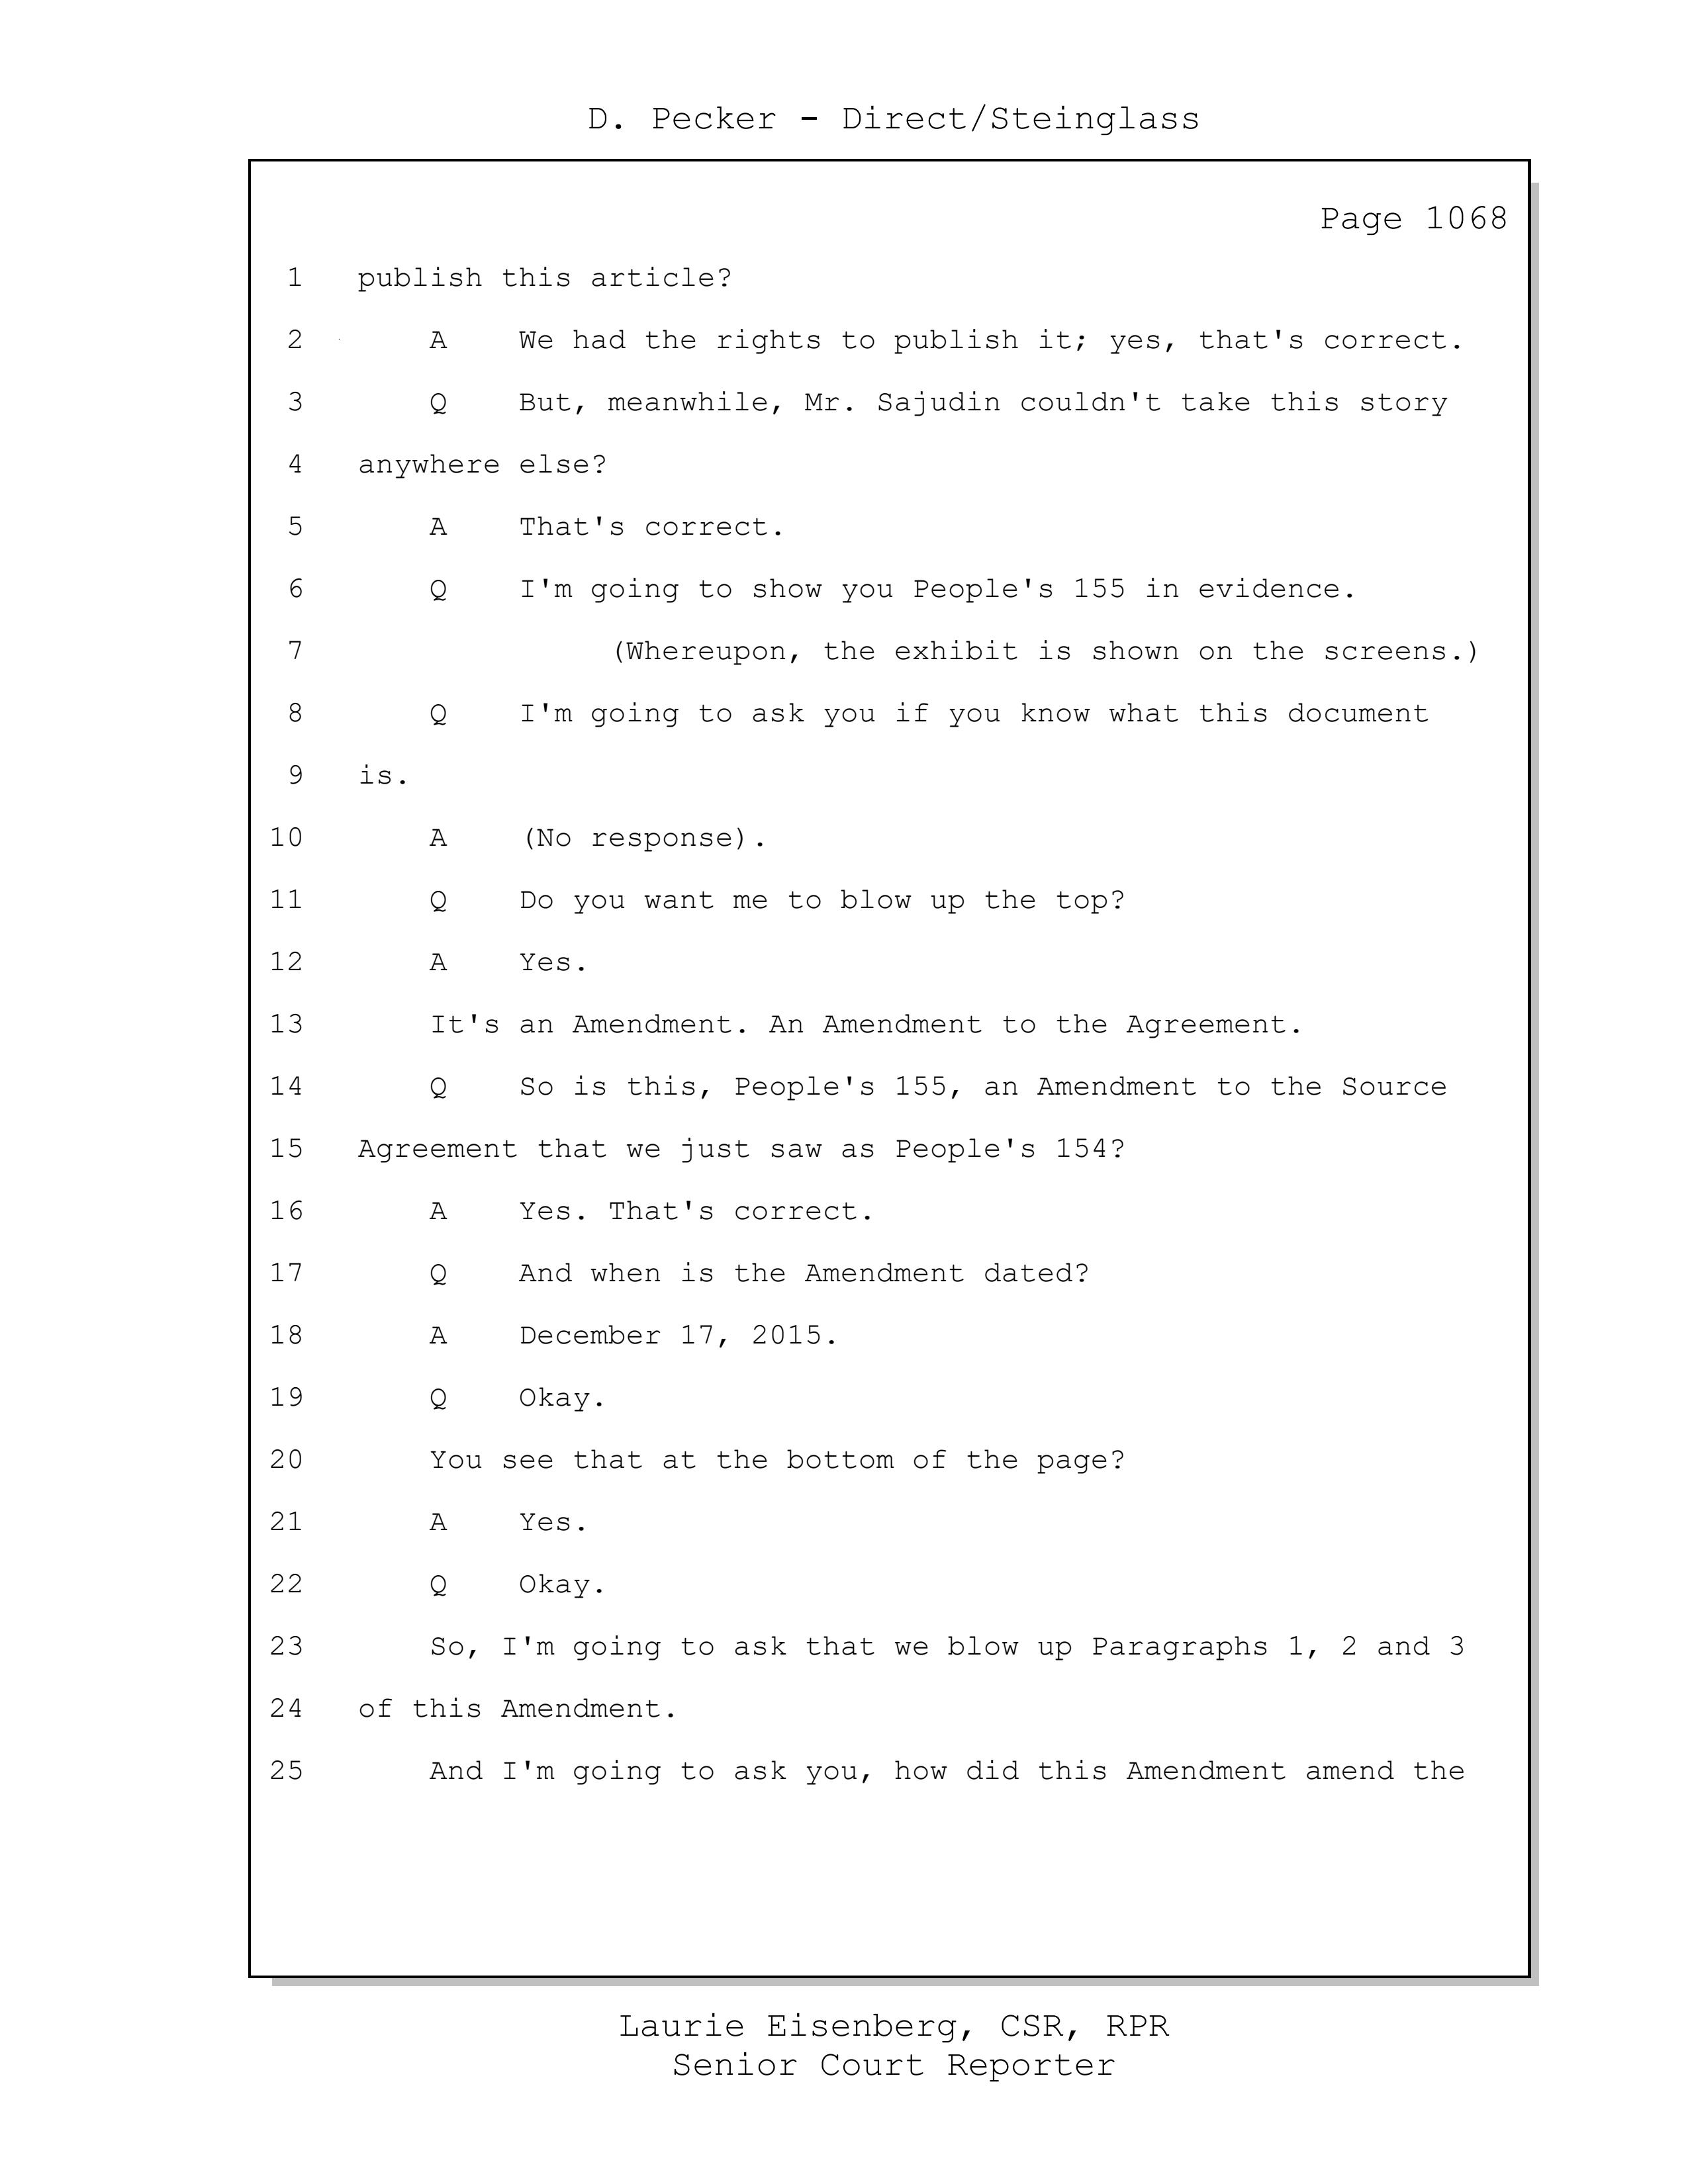 D. Pecker - Direct/Steinglass
Page 1068
1 publish this article?
2 A We had the rights to publish it; yes, that's correct.
3 Q But, meanwhile, Mr. Sajudin couldn't take this story
4 anywhere else?
5 A That's correct.
6 Q I'm going to show you People's 155 in evidence.
7 (Whereupon, the exhibit is shown on the screens.)
8 Q I'm going to ask you if you know what this document
9 is.
10 A (No response).
11 Q Do you want me to blow up the top?
12 A Yes.
13 It's an Amendment. An Amendment to the Agreement.
14 Q So is this, People's 155, an Amendment to the Source
15 Agreement that we just saw as People's 154?
16 A Yes. That's correct.
17 Q And when is the Amendment dated?
18 A December 17, 2015.
19 Q Okay.
20 You see that at the bottom of the page?
21 A Yes.
22 Q Okay.
23 So, I'm going to ask that we blow up Paragraphs 1, 2 and 3
24 of this Amendment.
25 And I'm going to ask you, how did this Amendment amend the
Laurie Eisenberg, CSR, RPR
Senior Court Reporter